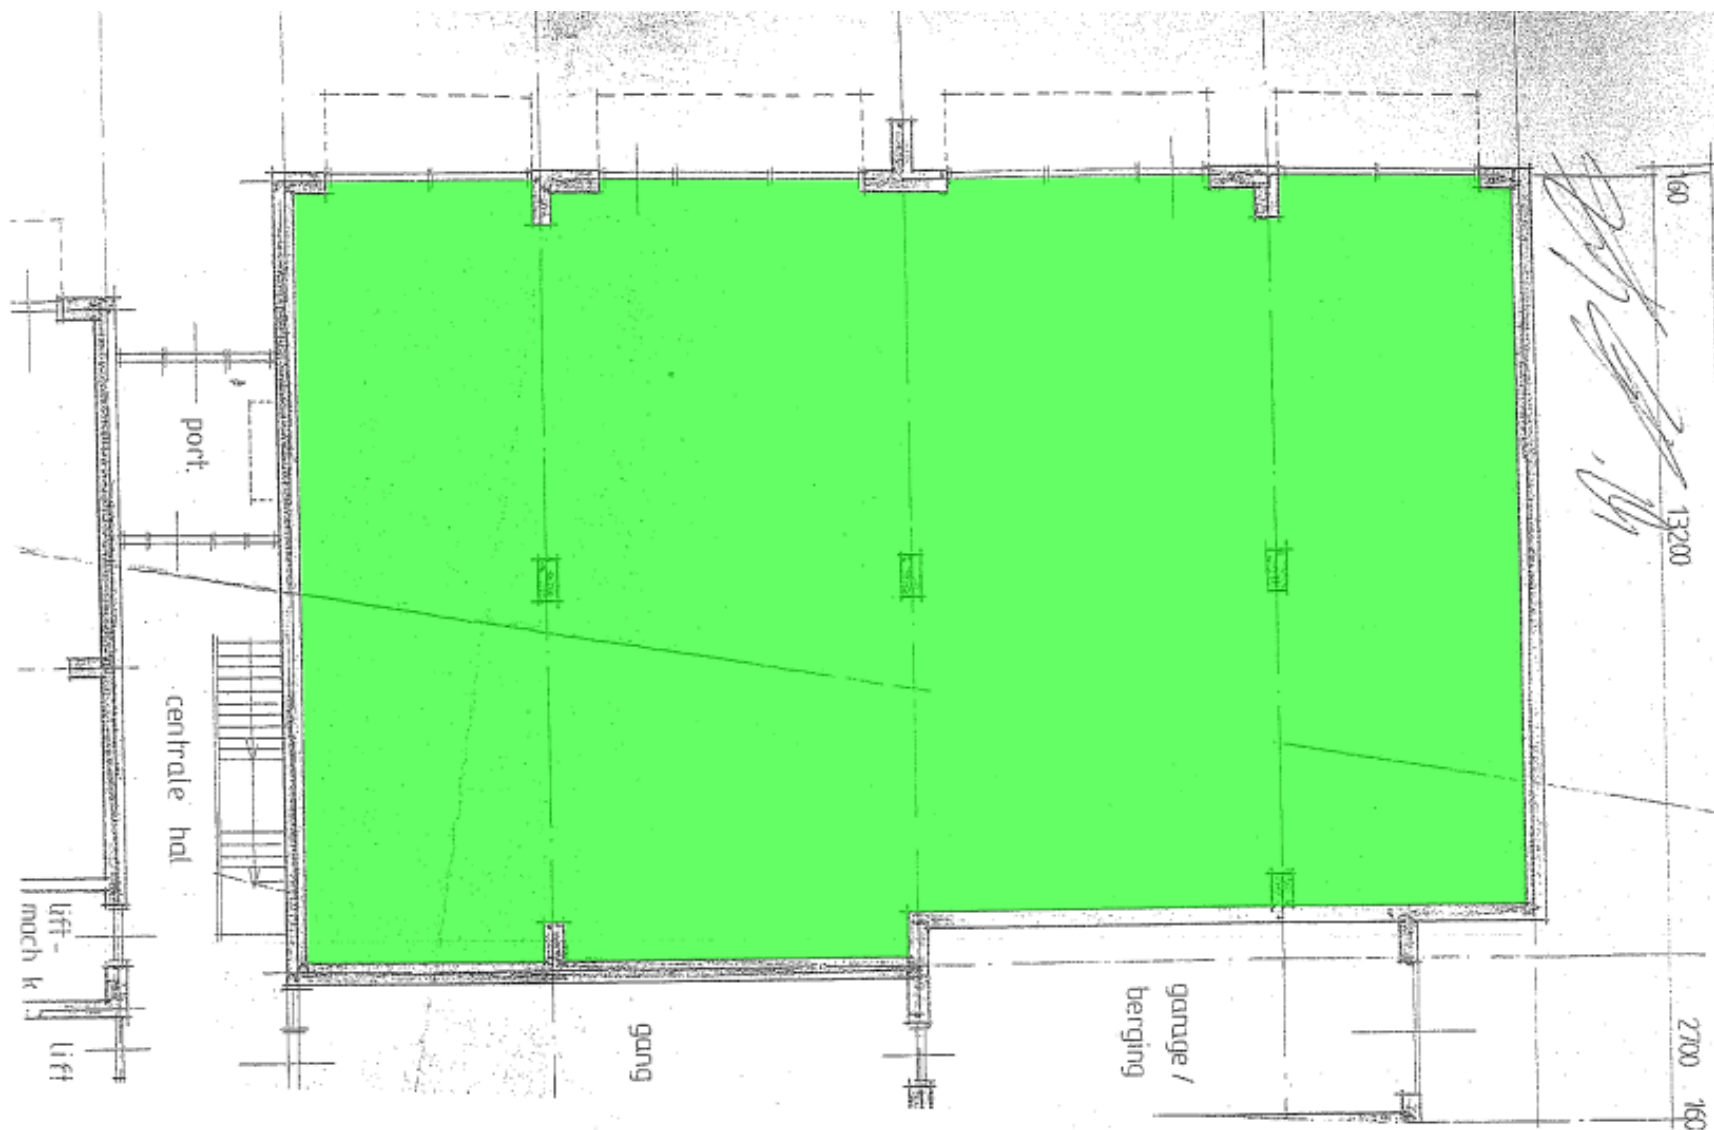 160
13200
2700
160
port.
centrale hal
lift-
mach k
lift
gang
garage /
berging